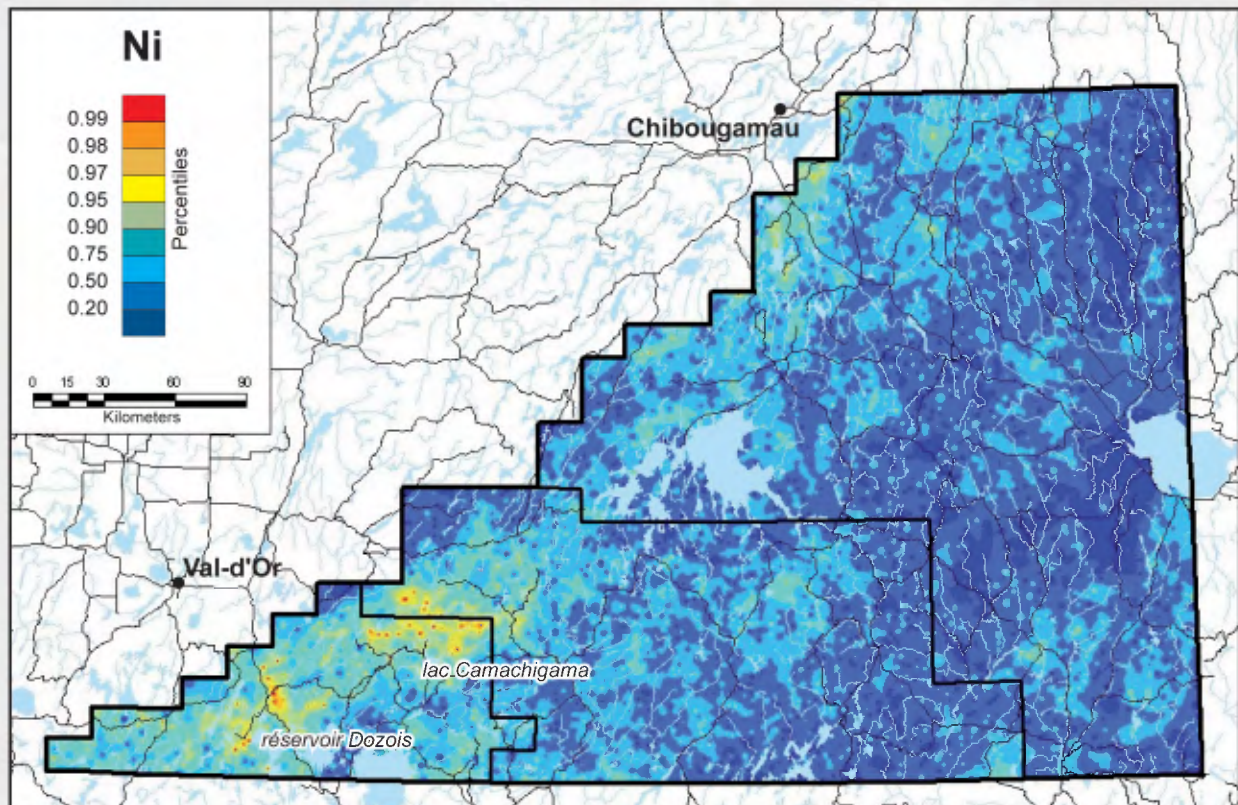 Ni
0.99
0.98
0.97
0.95
0.90
0.75
0.50
0.20
Percentiles
0 15 30 60 90
Kilometers
Chibougamau
Val-d'Or
lac Camachigama
réservoir Dozois